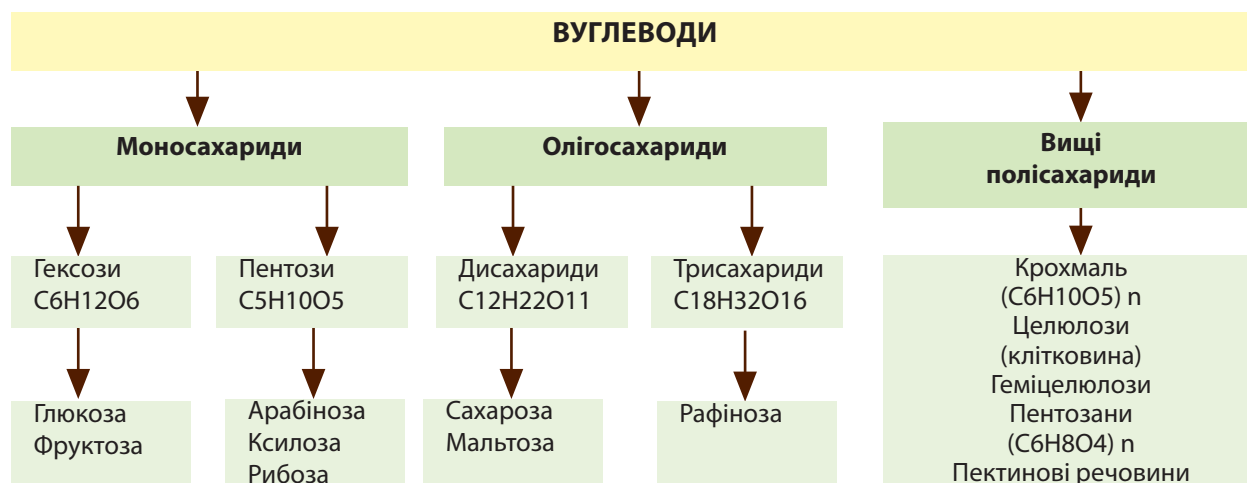 ВУГЛЕВОДИ
Моносахариди
Олігосахариди
Вищі
полісахариди
Гексози
C6H12O6
Пентози
C5H10O5
Дисахариди
C12H22O11
Трисахариди
C18H32O16
Крохмаль
(C6H10O5) n
Целюлози
(клітковина)
Геміцелюлози
Пентозани
(C6H8O4) n
Пектинові речовини
Глюкоза
Фруктоза
Арабіноза
Ксилоза
Рибоза
Сахароза
Мальтоза
Рафіноза